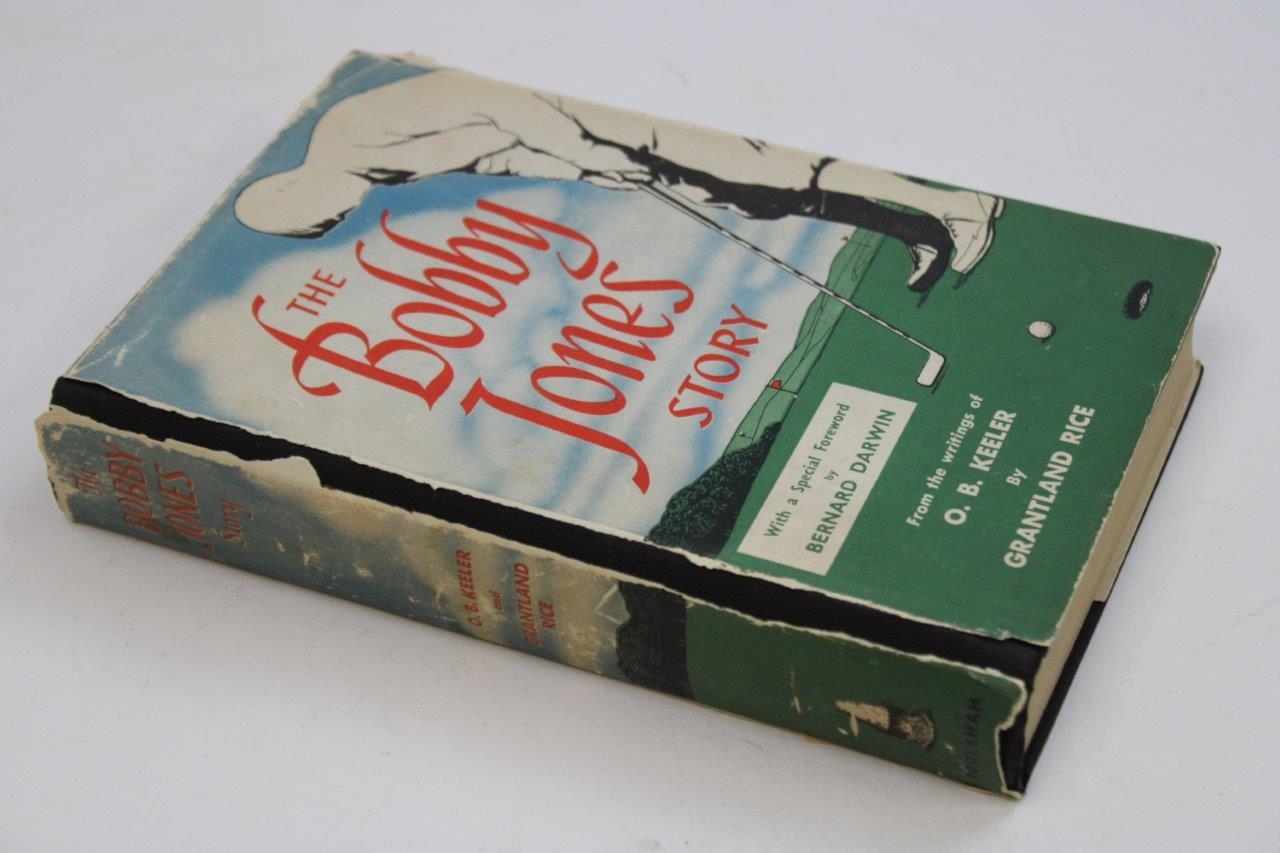 THE
Bobby
Jones
STORY
With a Special Foreword
by
BERNARD DARWIN
From the writings of
O. B. KEELER
By
GRANTLAND RICE
The
BOBBY
JONES
Story
O. B. KEELER
and
GRANTLAND
RICE
FOULSHAM